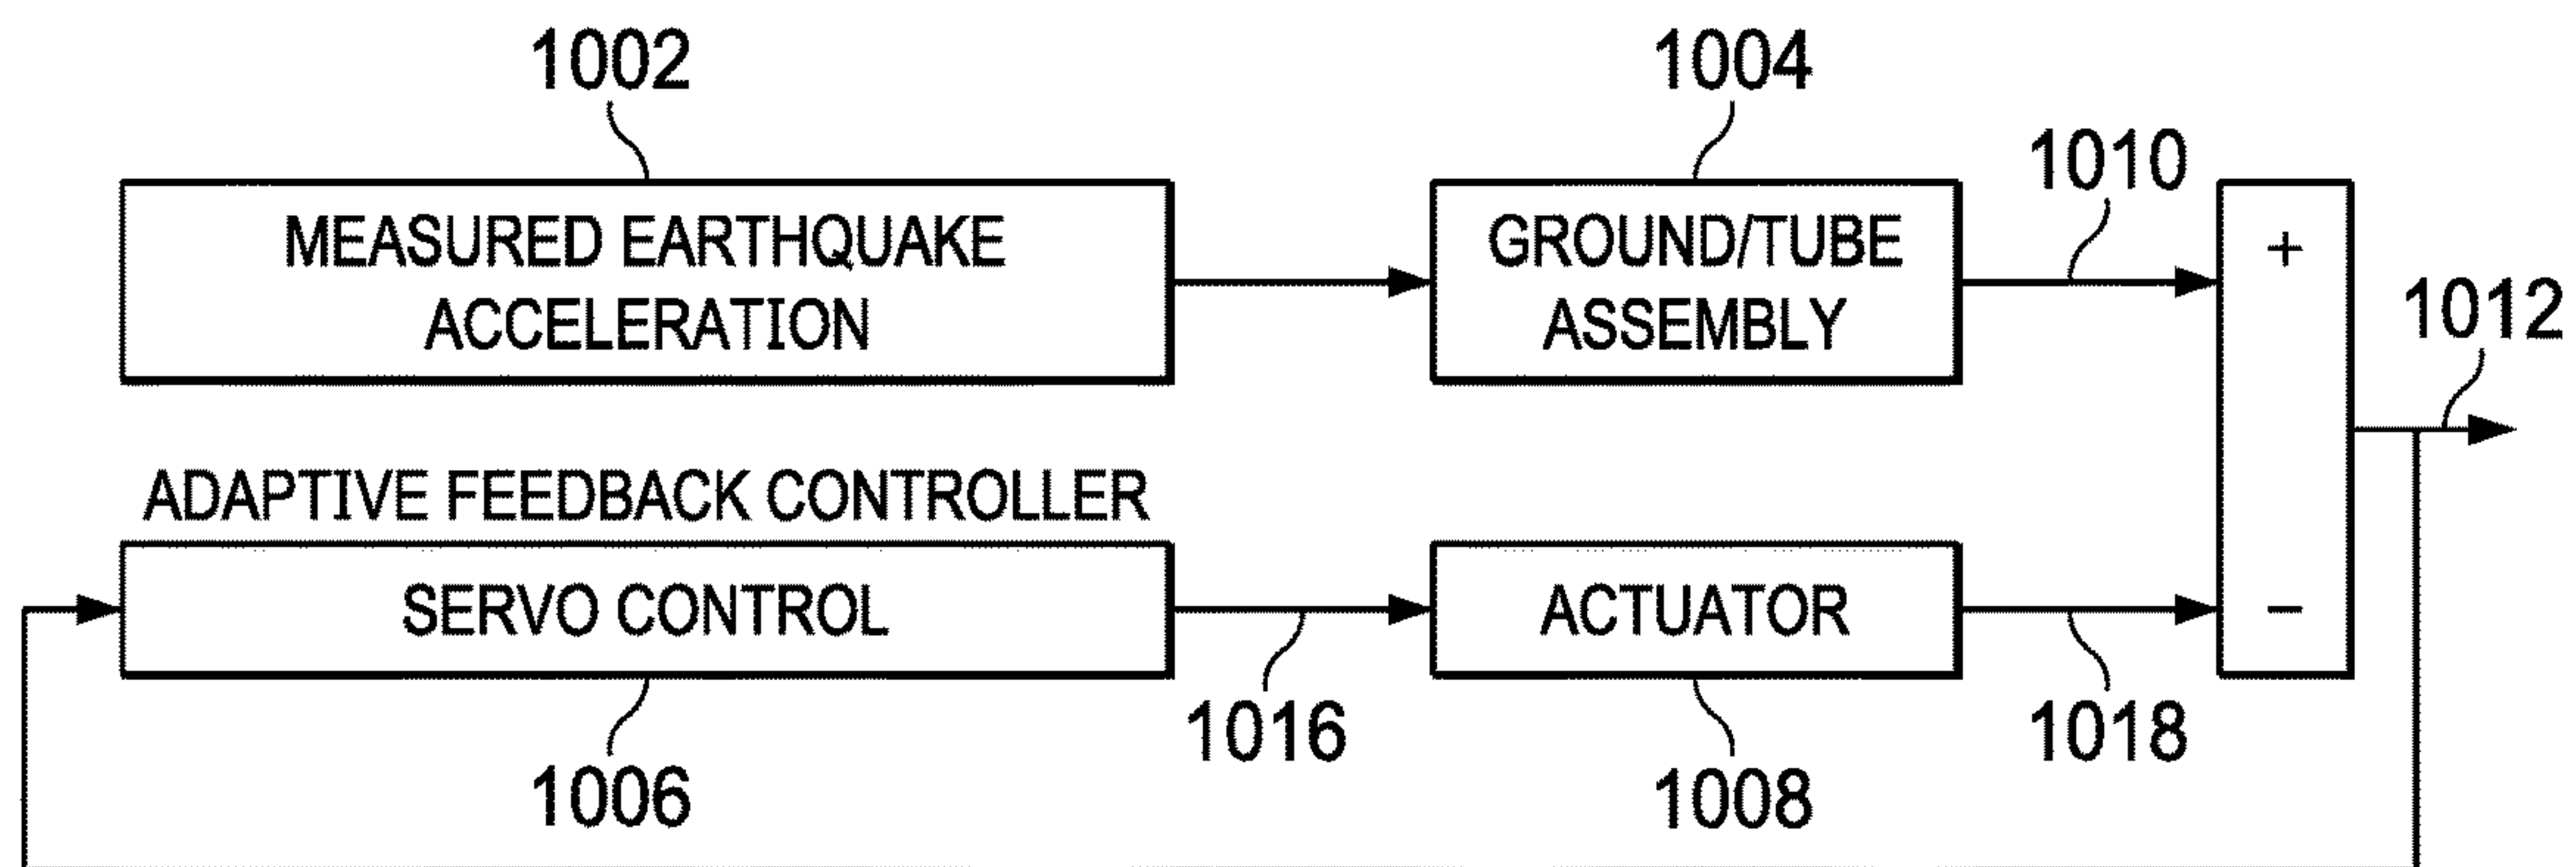 1002
1004
1010
MEASURED EARTHQUAKE
ACCELERATION
GROUND/TUBE
ASSEMBLY
+
1012
ADAPTIVE FEEDBACK CONTROLLER
SERVO CONTROL
ACTUATOR
−
1016
1018
1006
1008